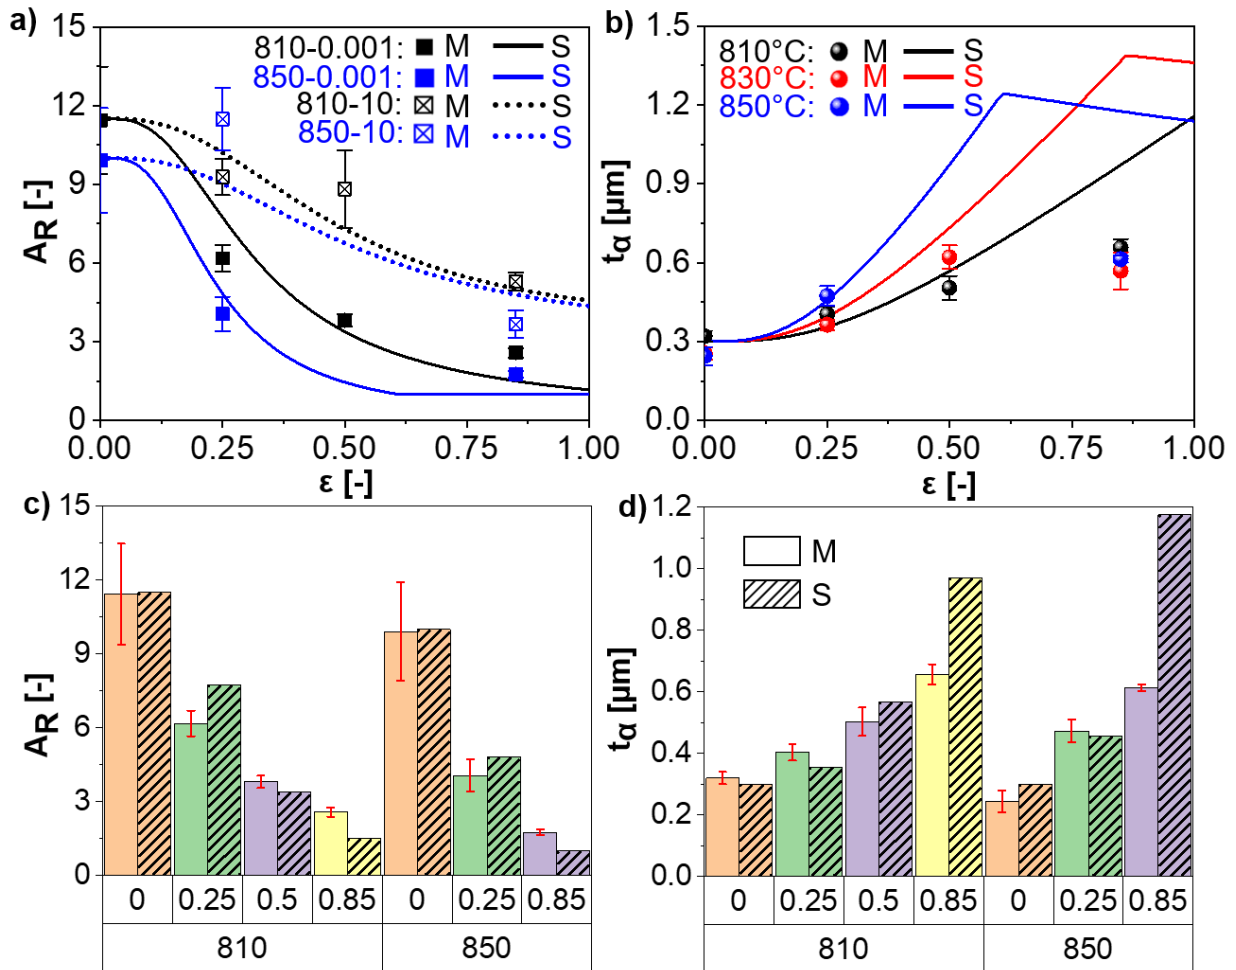 a)
15
12
9
6
3
0
A_R [-]
810-0.001: M S
850-0.001: M S
810-10: M S
850-10: M S
0.00 0.25 0.50 0.75 1.00
ε [-]
b)
1.5
1.2
0.9
0.6
0.3
0.0
t_α [µm]
810°C: M S
830°C: M S
850°C: M S
0.00 0.25 0.50 0.75 1.00
ε [-]
c)
15
12
9
6
3
0
A_R [-]
0 0.25 0.5 0.85 0 0.25 0.85
810 850
d)
1.2
1.0
0.8
0.6
0.4
0.2
0.0
t_α [µm]
M
S
0 0.25 0.5 0.85 0 0.25 0.85
810 850